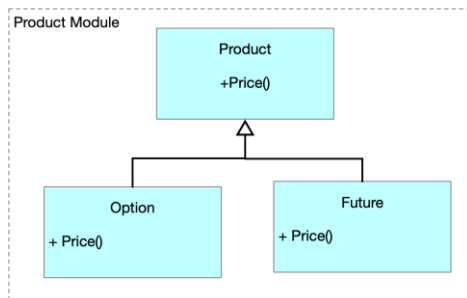 Product Module
Product
+Price()
Option
+ Price()
Future
+ Price()